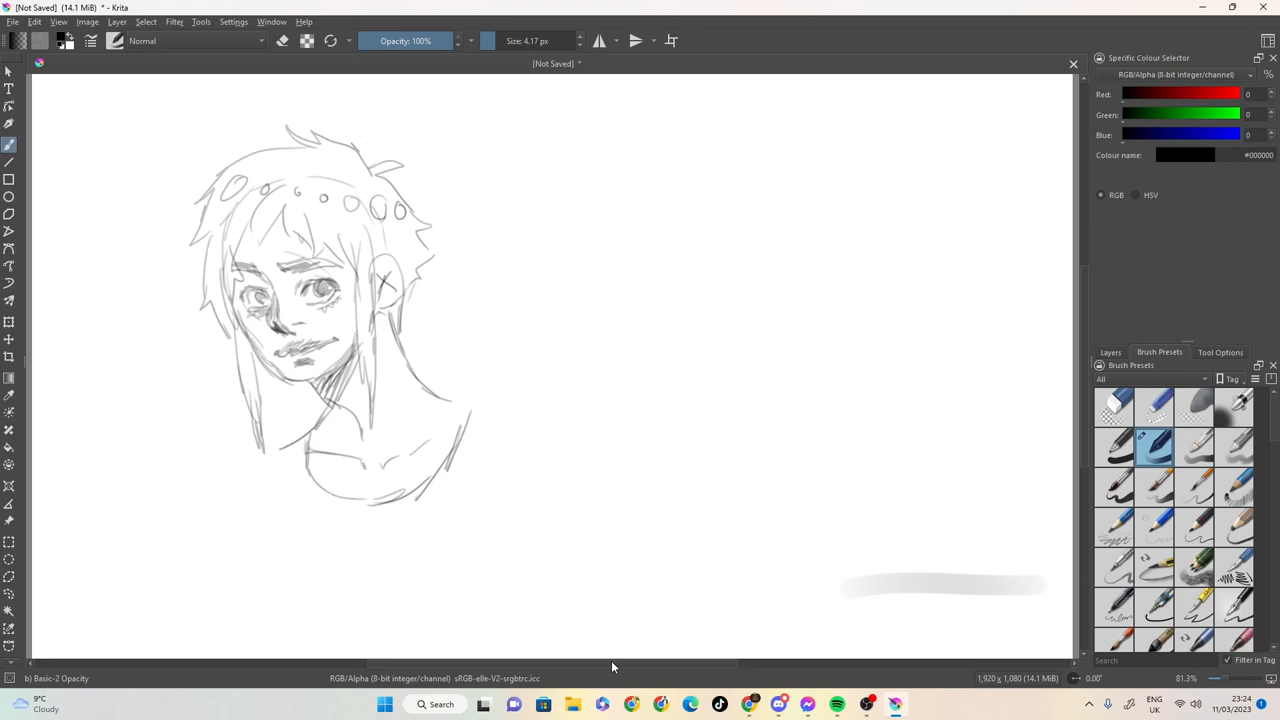 [Not Saved] (14.1 MiB) * - Krita
File Edit View Image Layer Select Filter Tools Settings Window Help
Normal
Opacity: 100%
Size: 4.17 px
[Not Saved] *
Specific Colour Selector
RGB/Alpha (8-bit integer/channel)
%
Red: 0
Green: 0
Blue: 0
Colour name: #000000
RGB HSV
Layers Brush Presets Tool Options
Brush Presets
All
Tag
Search
Filter in Tag
b) Basic-2 Opacity
RGB/Alpha (8-bit integer/channel) sRGB-elle-V2-srgbtrc.icc
1,920 x 1,080 (14.1 MiB)
0.00°
81.3%
9°C
Cloudy
Search
ENG
UK
23:24
11/03/2023